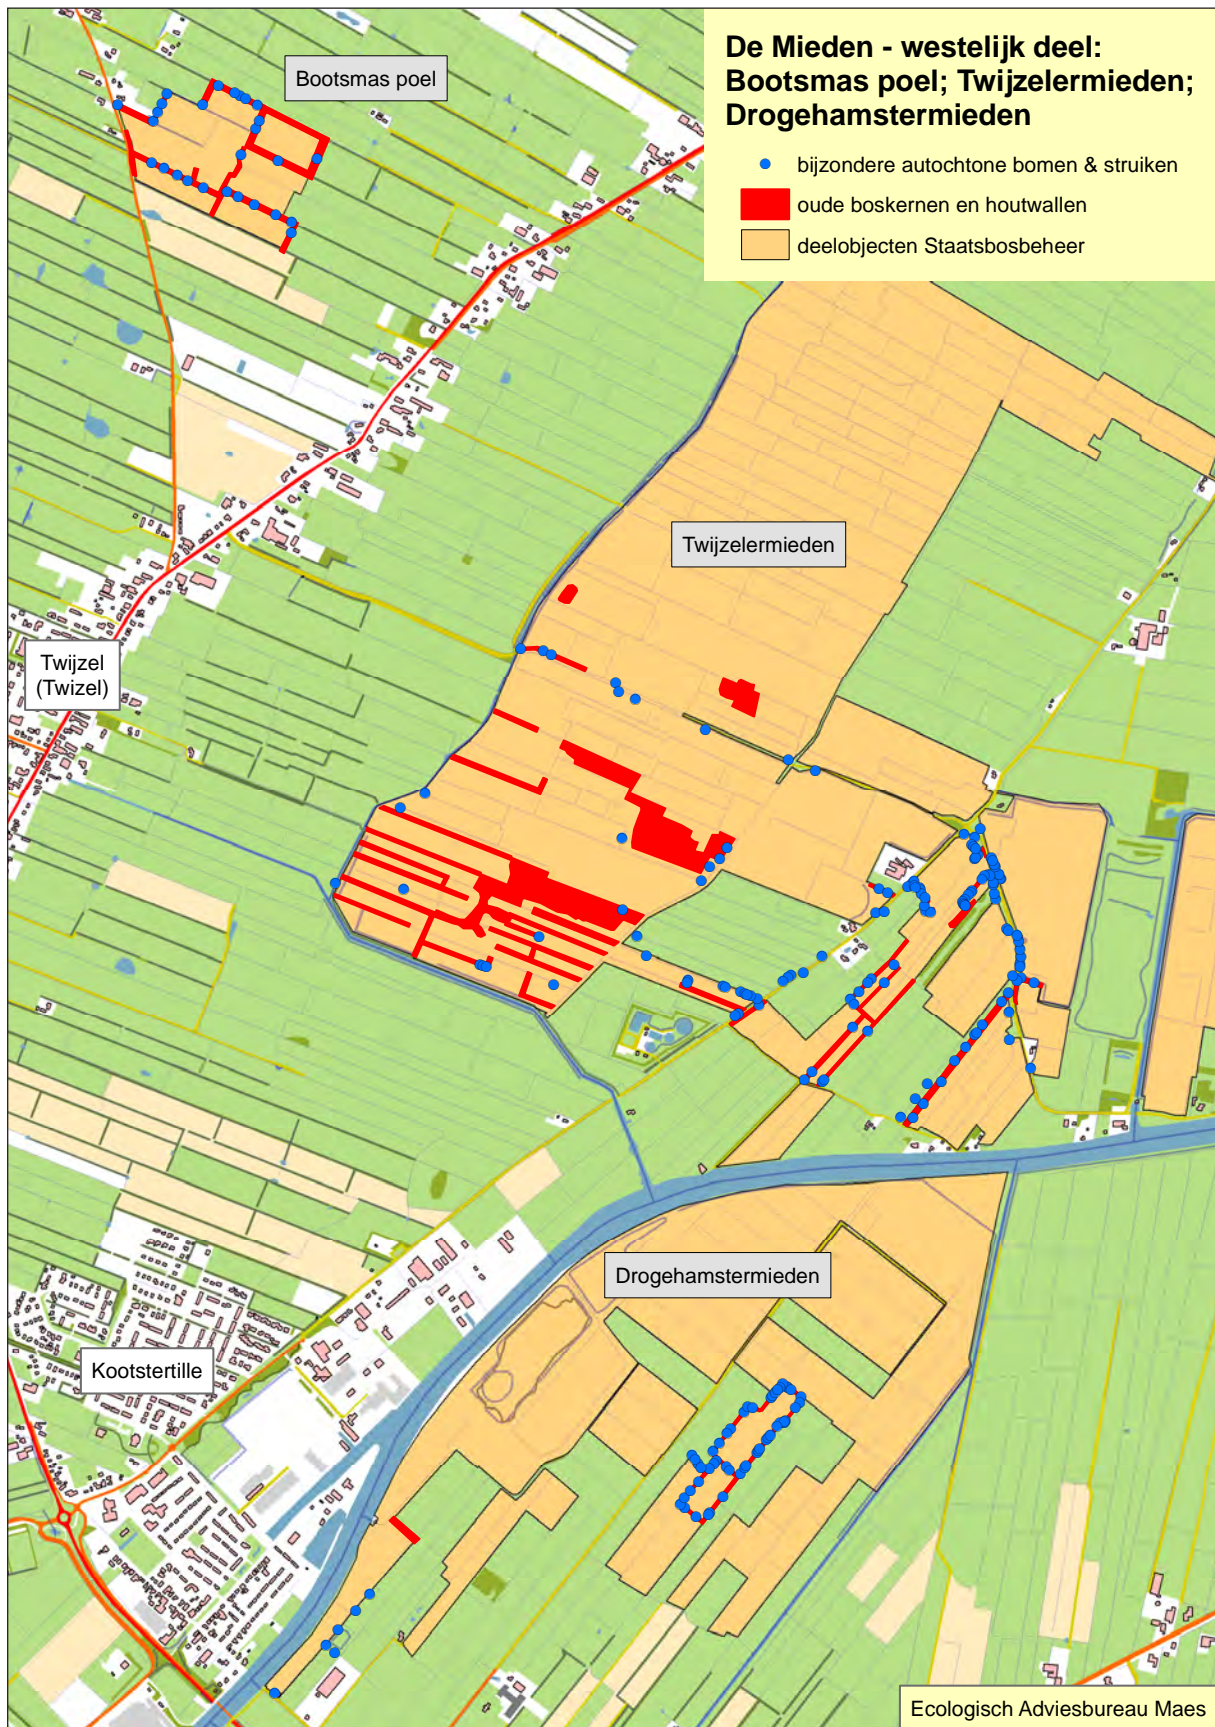 De Mieden - westelijk deel:
Bootsmas poel; Twijzelermieden;
Drogehamstermieden
bijzondere autochtone bomen & struiken
oude boskernen en houtwallen
deelobjecten Staatsbosbeheer
Bootsmas poel
Twijzelermieden
Twijzel
(Twizel)
Drogehamstermieden
Kootstertille
Ecologisch Adviesbureau Maes